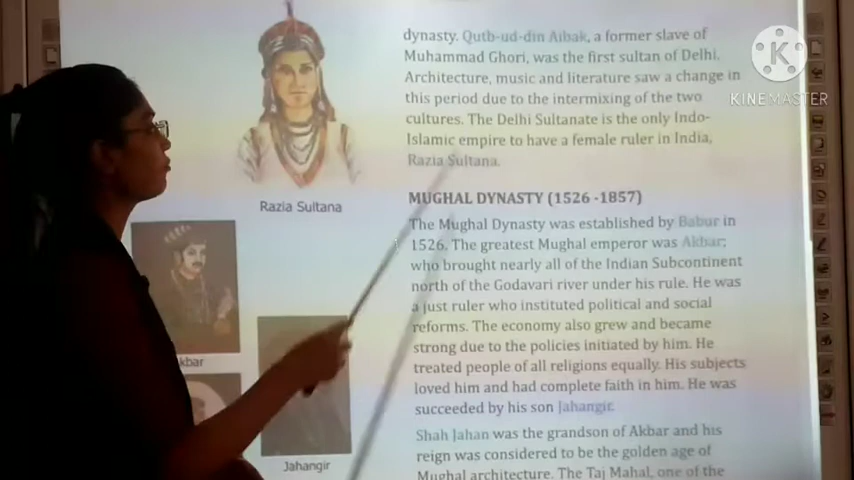 dynasty. Qutb-ud-din Aibak, a former slave of
Muhammad Ghori, was the first sultan of Delhi.
Architecture, music and literature saw a change in
this period due to the intermixing of the two
cultures. The Delhi Sultanate is the only Indo-
Islamic empire to have a female ruler in India,
Razia Sultana.
MUGHAL DYNASTY (1526 -1857)
The Mughal Dynasty was established by Babur in
1526. The greatest Mughal emperor was Akbar;
who brought nearly all of the Indian Subcontinent
north of the Godavari river under his rule. He was
a just ruler who instituted political and social
reforms. The economy also grew and became
strong due to the policies initiated by him. He
treated people of all religions equally. His subjects
loved him and had complete faith in him. He was
succeeded by his son Jahangir.
Shah Jahan was the grandson of Akbar and his
reign was considered to be the golden age of
Mughal architecture. The Taj Mahal, one of the
Razia Sultana
kbar
Jahangir
K
KINEMASTER